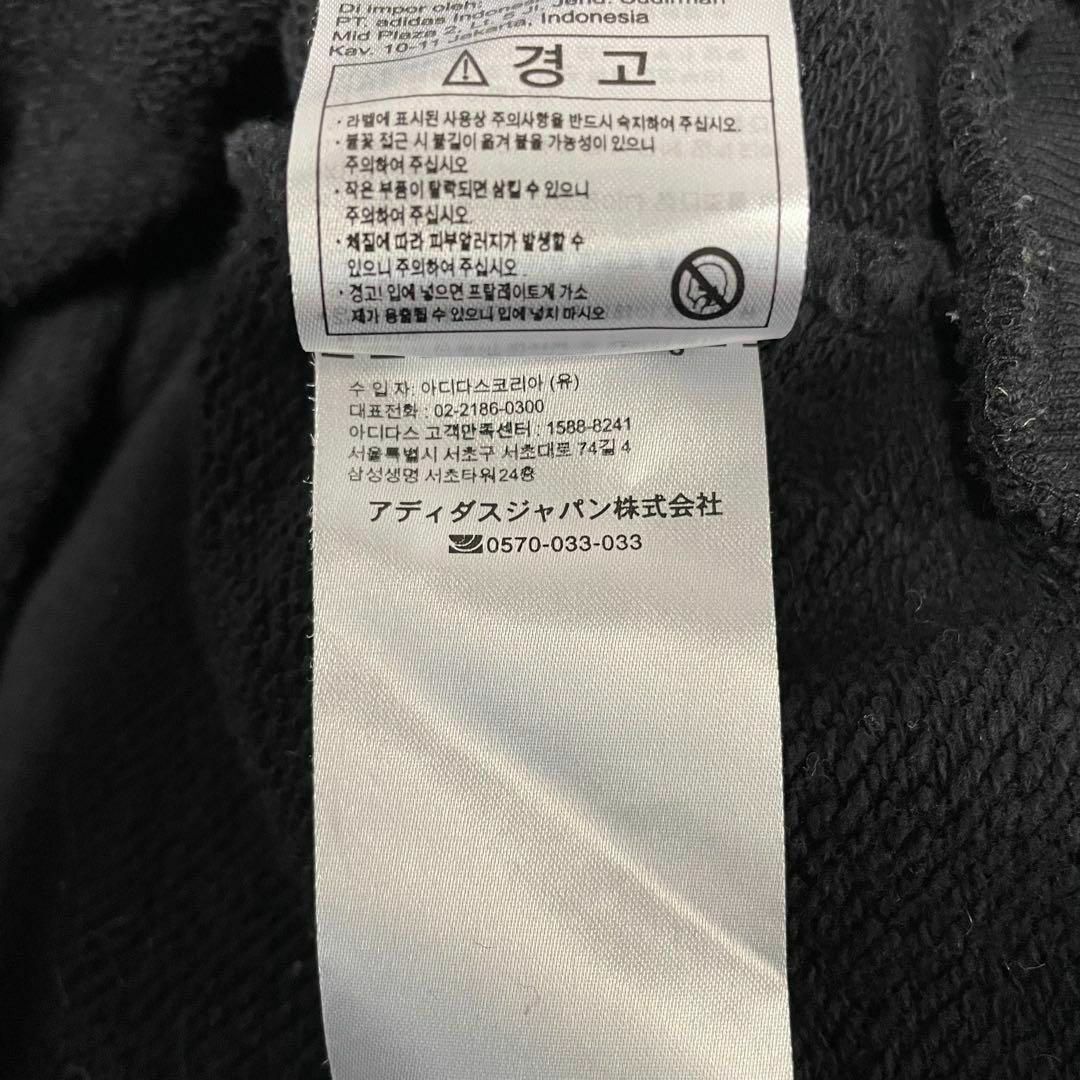 Di impor oleh:
PT. adidas Indonesia
Mid Plaza 2, Jl. Jend. Sudirman
Kav. 10-11 Jakarta, Indonesia
경 고
· 라벨에 표시된 사용상 주의사항을 반드시 숙지하여 주십시오.
· 불꽃 접근 시 불길이 옮겨 붙을 가능성이 있으니
주의하여 주십시오
· 작은 부품이 탈락되면 삼킬 수 있으니
주의하여 주십시오.
· 체질에 따라 피부알러지가 발생할 수
있으니 주의하여 주십시오
· 경고! 입에 넣으면 프탈레이트계 가소
제가 용출될 수 있으니 입에 넣지 마시오
수 입 자: 아디다스코리아 (유)
대표전화 : 02-2186-0300
아디다스 고객만족센터 : 1588-8241
서울특별시 서초구 서초대로 74길 4
삼성생명 서초타워24층
アディダスジャパン株式会社
0570-033-033